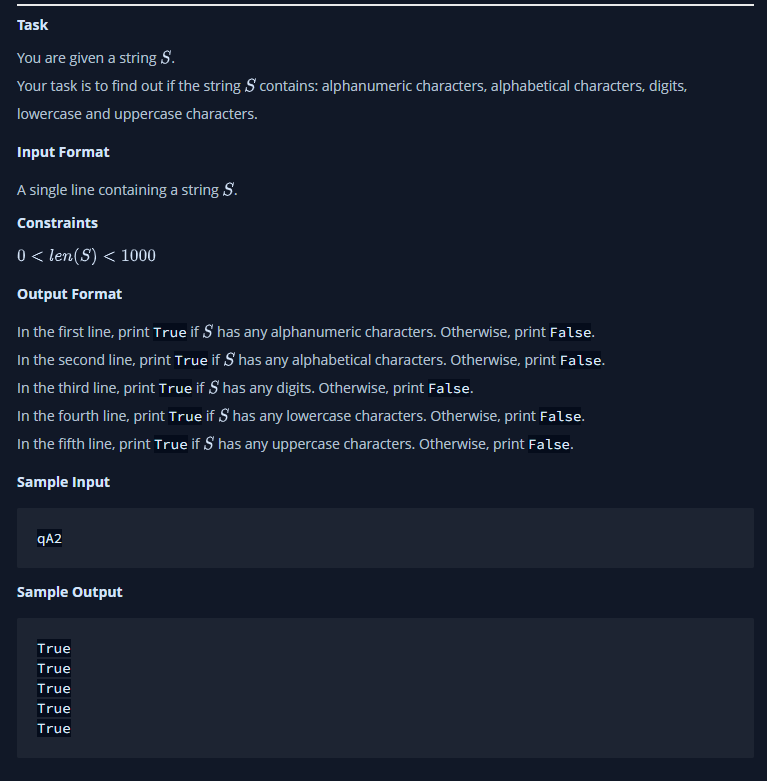 Task
You are given a string S.
Your task is to find out if the string S contains: alphanumeric characters, alphabetical characters, digits,
lowercase and uppercase characters.
Input Format
A single line containing a string S.
Constraints
0 < len(S) < 1000
Output Format
In the first line, print True if S has any alphanumeric characters. Otherwise, print False.
In the second line, print True if S has any alphabetical characters. Otherwise, print False.
In the third line, print True if S has any digits. Otherwise, print False.
In the fourth line, print True if S has any lowercase characters. Otherwise, print False.
In the fifth line, print True if S has any uppercase characters. Otherwise, print False.
Sample Input
qA2
Sample Output
True
True
True
True
True